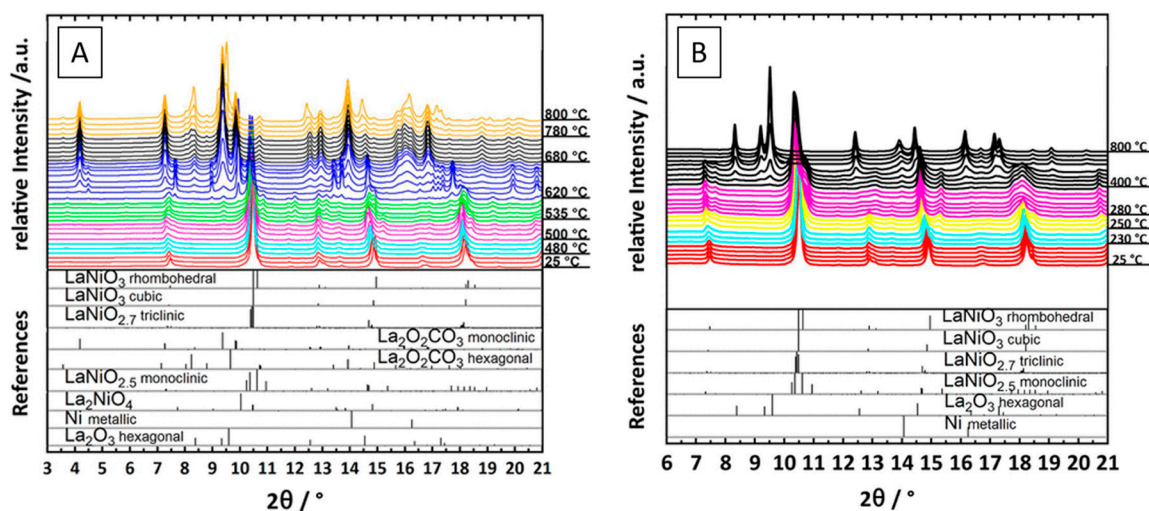 A
relative Intensity /a.u.
800 °C
780 °C
680 °C
620 °C
535 °C
500 °C
480 °C
25 °C
References
LaNiO3 rhombohedral
LaNiO3 cubic
LaNiO2.7 triclinic
La2O2CO3 monoclinic
La2O2CO3 hexagonal
LaNiO2.5 monoclinic
La2NiO4
Ni metallic
La2O3 hexagonal
3 4 5 6 7 8 9 10 11 12 13 14 15 16 17 18 19 20 21
2θ / °
B
relative Intensity / a.u.
800 °C
400 °C
280 °C
250 °C
230 °C
25 °C
References
LaNiO3 rhombohedral
LaNiO3 cubic
LaNiO2.7 triclinic
LaNiO2.5 monoclinic
La2O3 hexagonal
Ni metallic
6 7 8 9 10 11 12 13 14 15 16 17 18 19 20 21
2θ / °